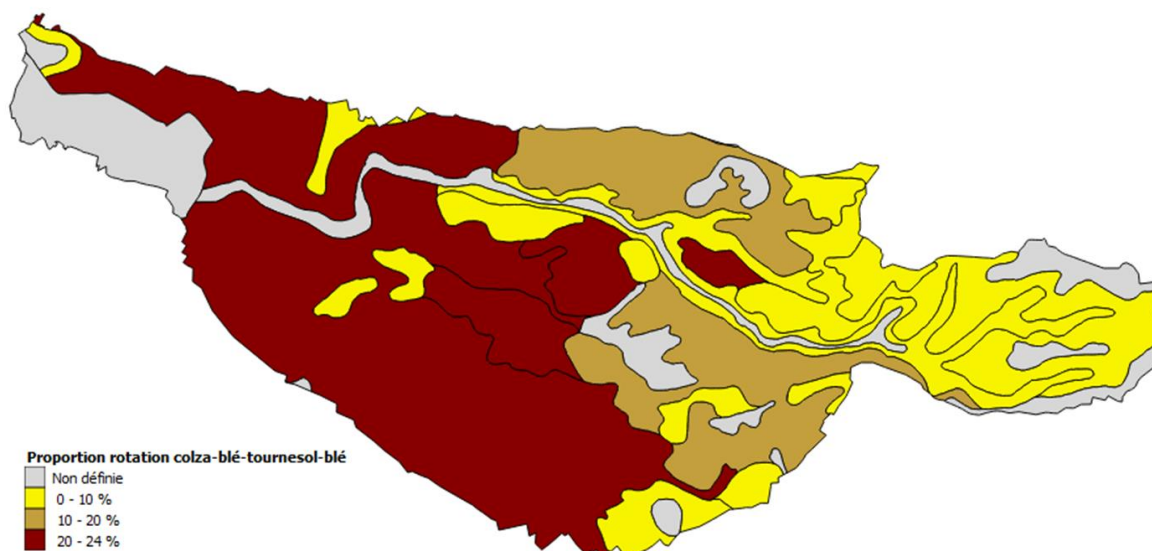 Proportion rotation colza-blé-tournesol-blé
Non définie
0 - 10 %
10 - 20 %
20 - 24 %